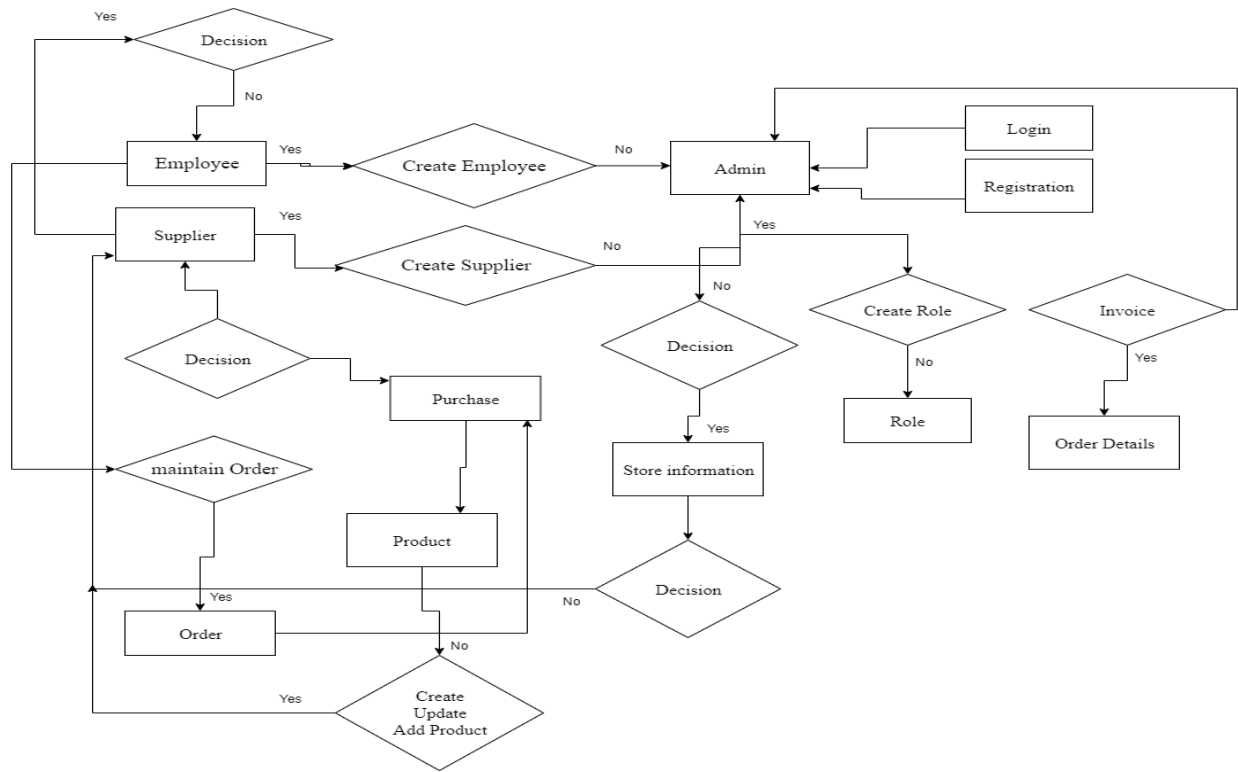 Yes
Decision
No
Employee
Yes
Create Employee
No
Admin
Login
Registration
Supplier
Yes
Create Supplier
No
Yes
No
Decision
Decision
Create Role
Invoice
No
Yes
Purchase
Role
Order Details
Yes
maintain Order
Store information
Product
Decision
No
Yes
Order
No
Yes
Create
Update
Add Product